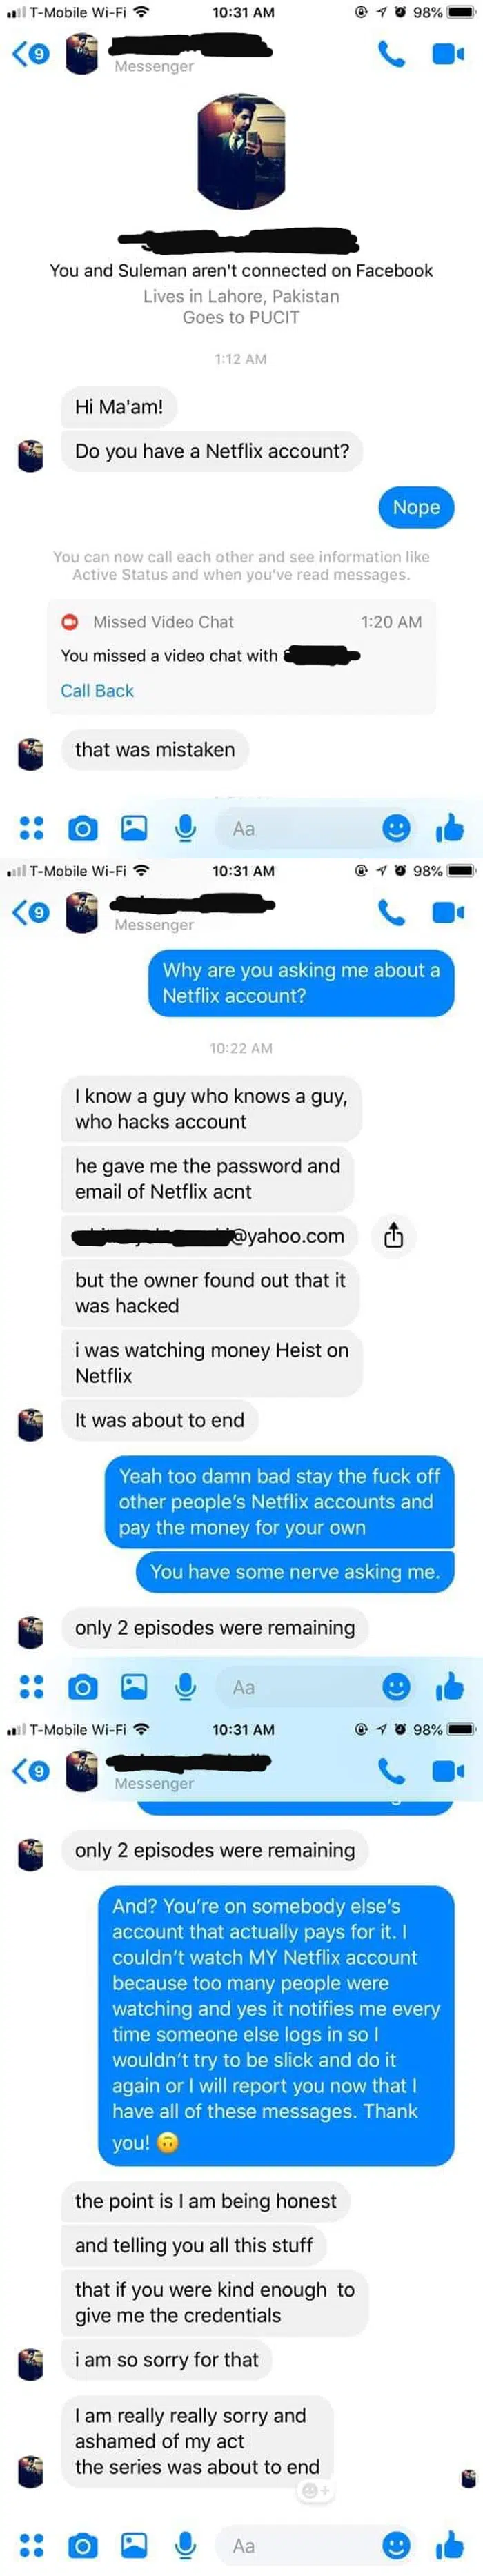 T-Mobile Wi-Fi 10:31 AM 98%
9
Messenger
You and Suleman aren't connected on Facebook
Lives in Lahore, Pakistan
Goes to PUCIT
1:12 AM
Hi Ma'am!
Do you have a Netflix account?
Nope
You can now call each other and see information like
Active Status and when you've read messages.
Missed Video Chat 1:20 AM
You missed a video chat with
Call Back
that was mistaken
Aa
T-Mobile Wi-Fi 10:31 AM 98%
9
Messenger
Why are you asking me about a
Netflix account?
10:22 AM
I know a guy who knows a guy,
who hacks account
he gave me the password and
email of Netflix acnt
@yahoo.com
but the owner found out that it
was hacked
i was watching money Heist on
Netflix
It was about to end
Yeah too damn bad stay the fuck off
other people's Netflix accounts and
pay the money for your own
You have some nerve asking me.
only 2 episodes were remaining
Aa
T-Mobile Wi-Fi 10:31 AM 98%
9
Messenger
only 2 episodes were remaining
And? You're on somebody else's
account that actually pays for it. I
couldn't watch MY Netflix account
because too many people were
watching and yes it notifies me every
time someone else logs in so I
wouldn't try to be slick and do it
again or I will report you now that I
have all of these messages. Thank
you! 🙃
the point is I am being honest
and telling you all this stuff
that if you were kind enough to
give me the credentials
i am so sorry for that
I am really really sorry and
ashamed of my act
the series was about to end
Aa